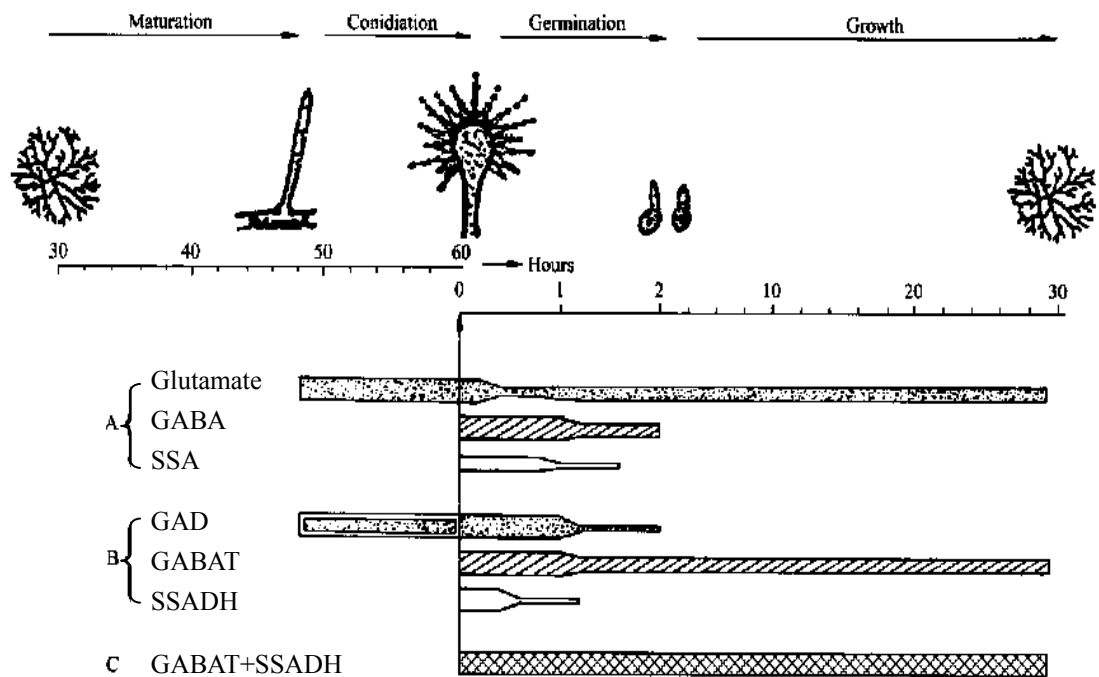 Maturation Conidiation Germination Growth
30 40 50 60 Hours
0 1 2 10 20 30
A
Glutamate
GABA
SSA
B
GAD
GABAT
SSADH
C GABAT+SSADH